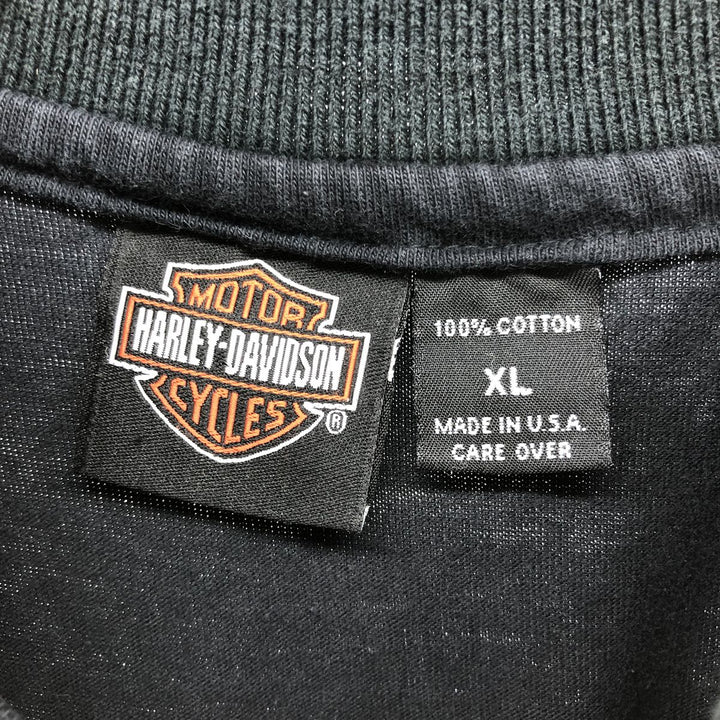 MOTOR
HARLEY-DAVIDSON
CYCLES
®
100% COTTON
XL
MADE IN U.S.A.
CARE OVER